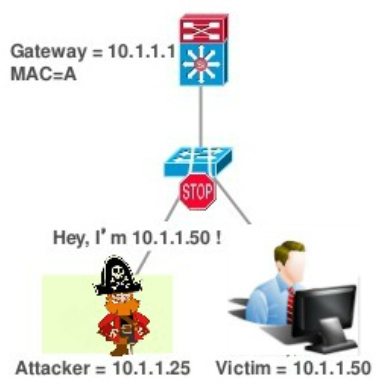 Gateway = 10.1.1.1
MAC=A
STOP
Hey, I'm 10.1.1.50 !
Attacker = 10.1.1.25
Victim = 10.1.1.50